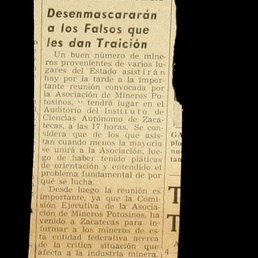 Desenmascararán
a los Falsos que
les dan Traición
Un buen número de mine-
ros provenientes de varios lu-
gares del Estado asistirán
hoy por la tarde a la impor-
tante reunión convocada por
la Asociación de Mineros Po-
tosinos, — tendrá lugar en el
Auditorio del Instituto de
Ciencias Autónomo de Zaca-
tecas, a las 17 horas. Se con-
sidera que de los que asis-
tan cuando menos la mayoría
se unirá a la Asociación, lue-
go de haber tenido pláticas
de orientación y entendido el
problema fundamental de por
qué se lucha.
Desde luego la reunión es
importante, ya que la Comi-
sión Ejecutiva de la Asocia-
ción de Mineros Potosinos, ha
venido a Zacatecas para in-
formar a los mineros de es-
ta entidad federativa acerca
de la crítica situación que
afecta a la industria minera,
GA
plo
den
tan
T
T